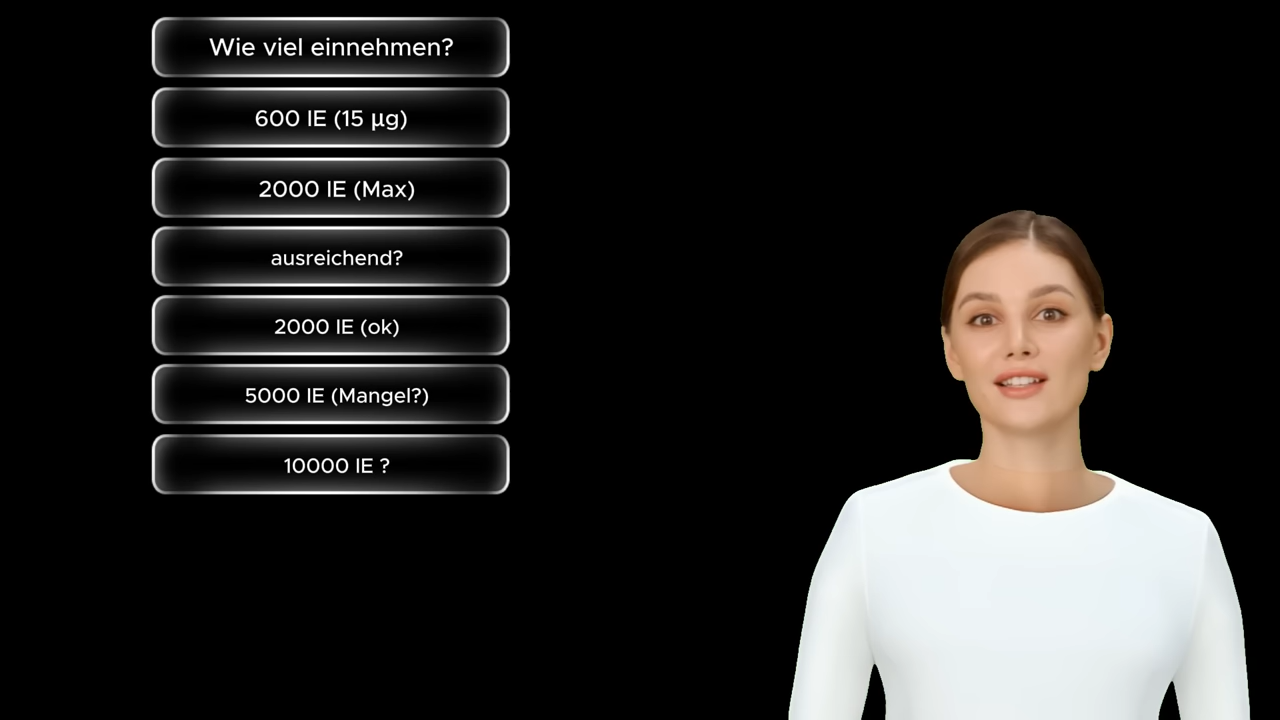 Wie viel einnehmen?
600 IE (15 µg)
2000 IE (Max)
ausreichend?
2000 IE (ok)
5000 IE (Mangel?)
10000 IE ?